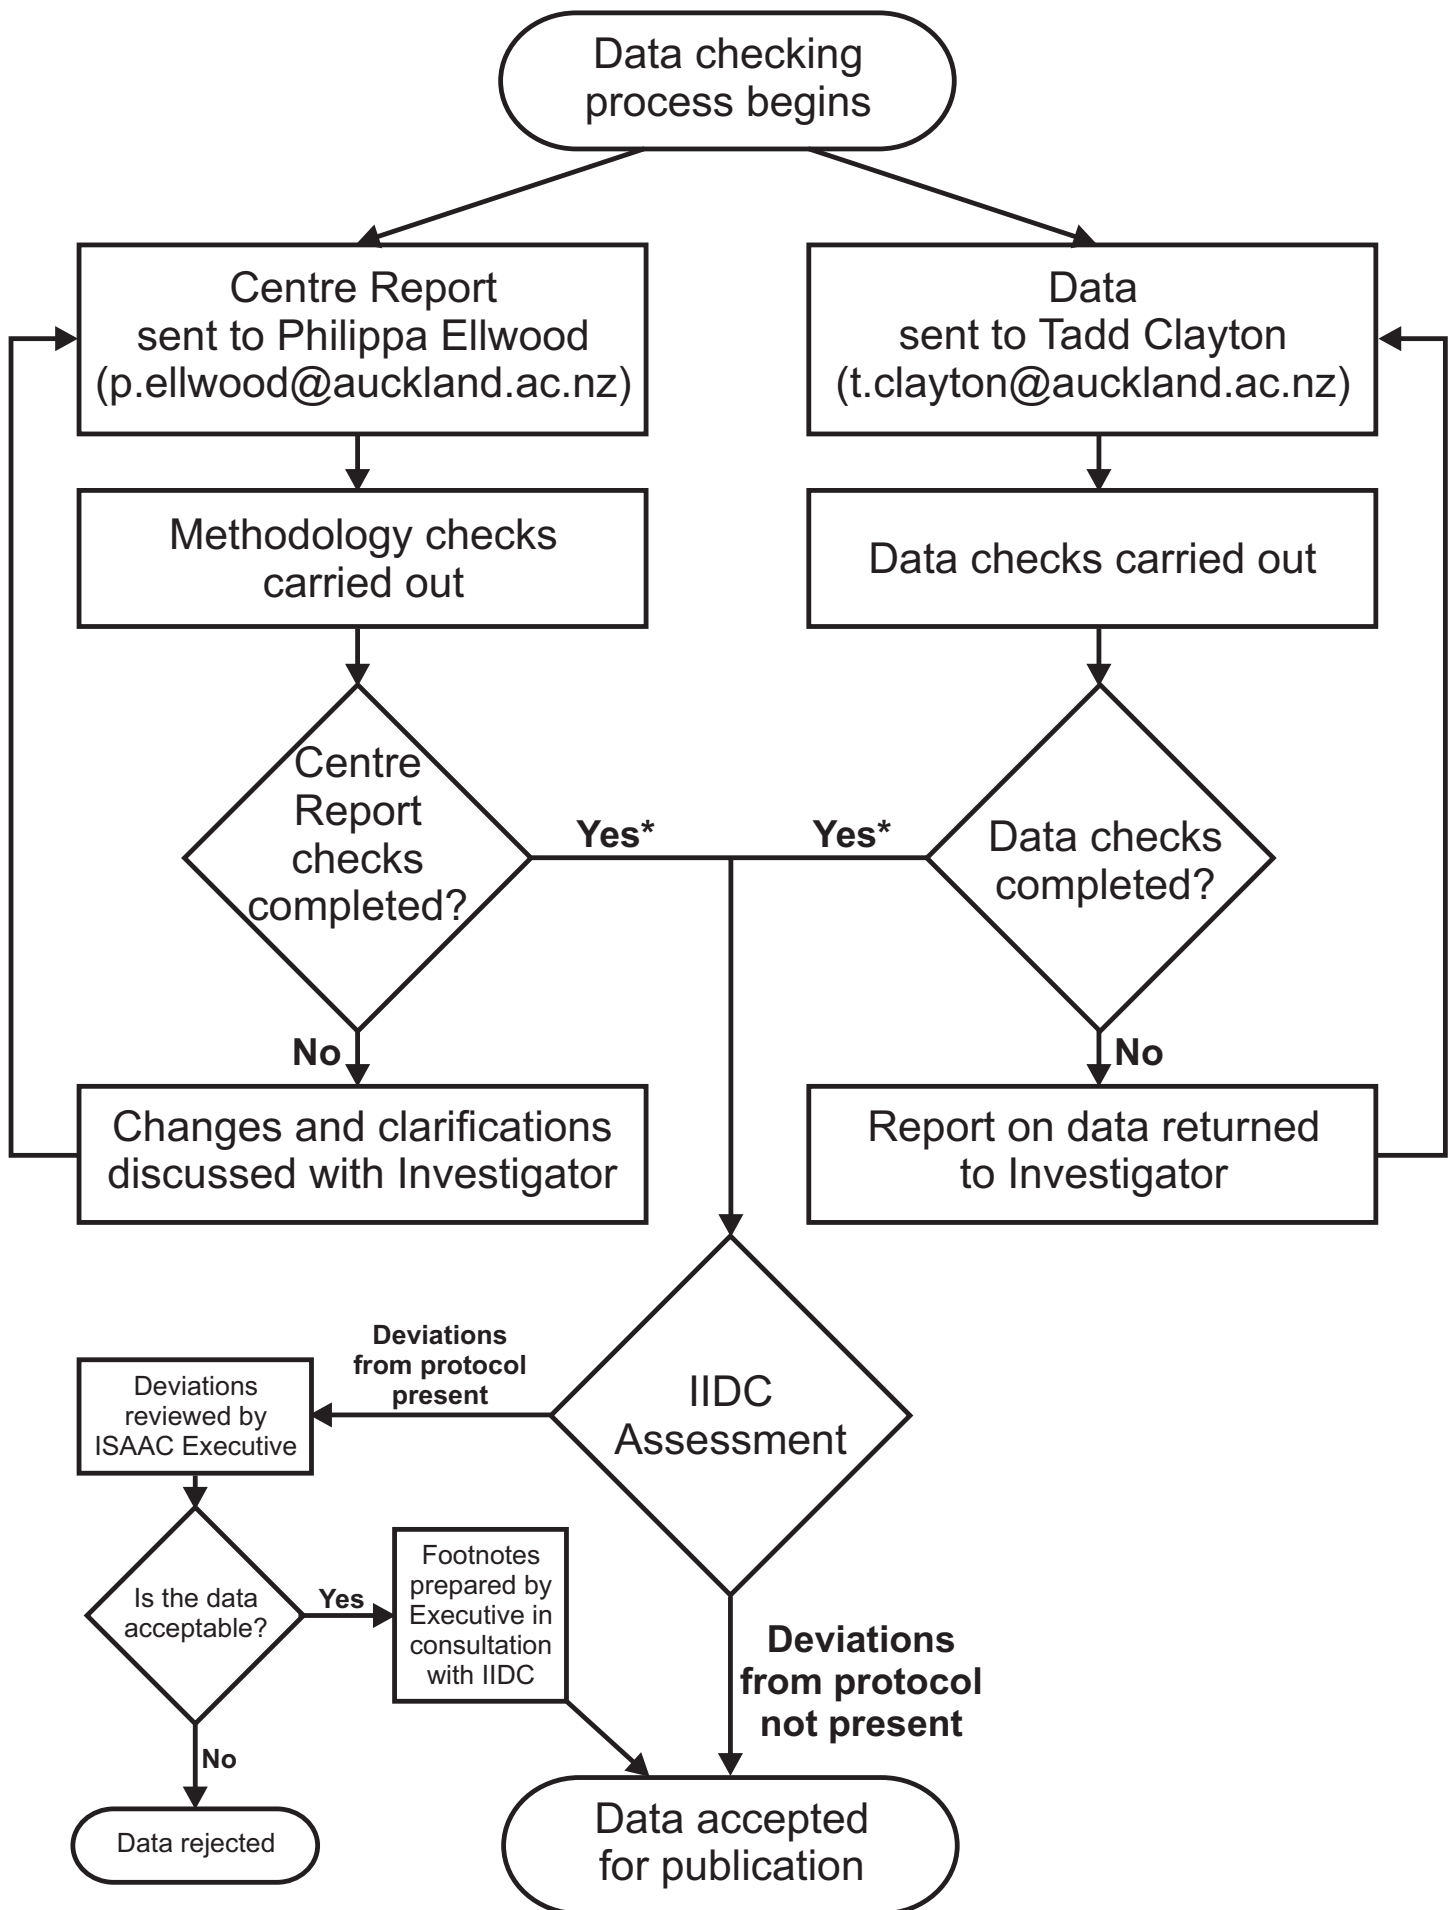 Data checking
process begins
Centre Report
sent to Philippa Ellwood
(p.ellwood@auckland.ac.nz)
Data
sent to Tadd Clayton
(t.clayton@auckland.ac.nz)
Methodology checks
carried out
Data checks carried out
Centre
Report
checks
completed?
Yes*
Yes*
Data checks
completed?
No
No
Changes and clarifications
discussed with Investigator
Report on data returned
to Investigator
Deviations
from protocol
present
IIDC
Assessment
Deviations
reviewed by
ISAAC Executive
Is the data
acceptable?
Yes
Footnotes
prepared by
Executive in
consultation
with IIDC
Deviations
from protocol
not present
No
Data rejected
Data accepted
for publication